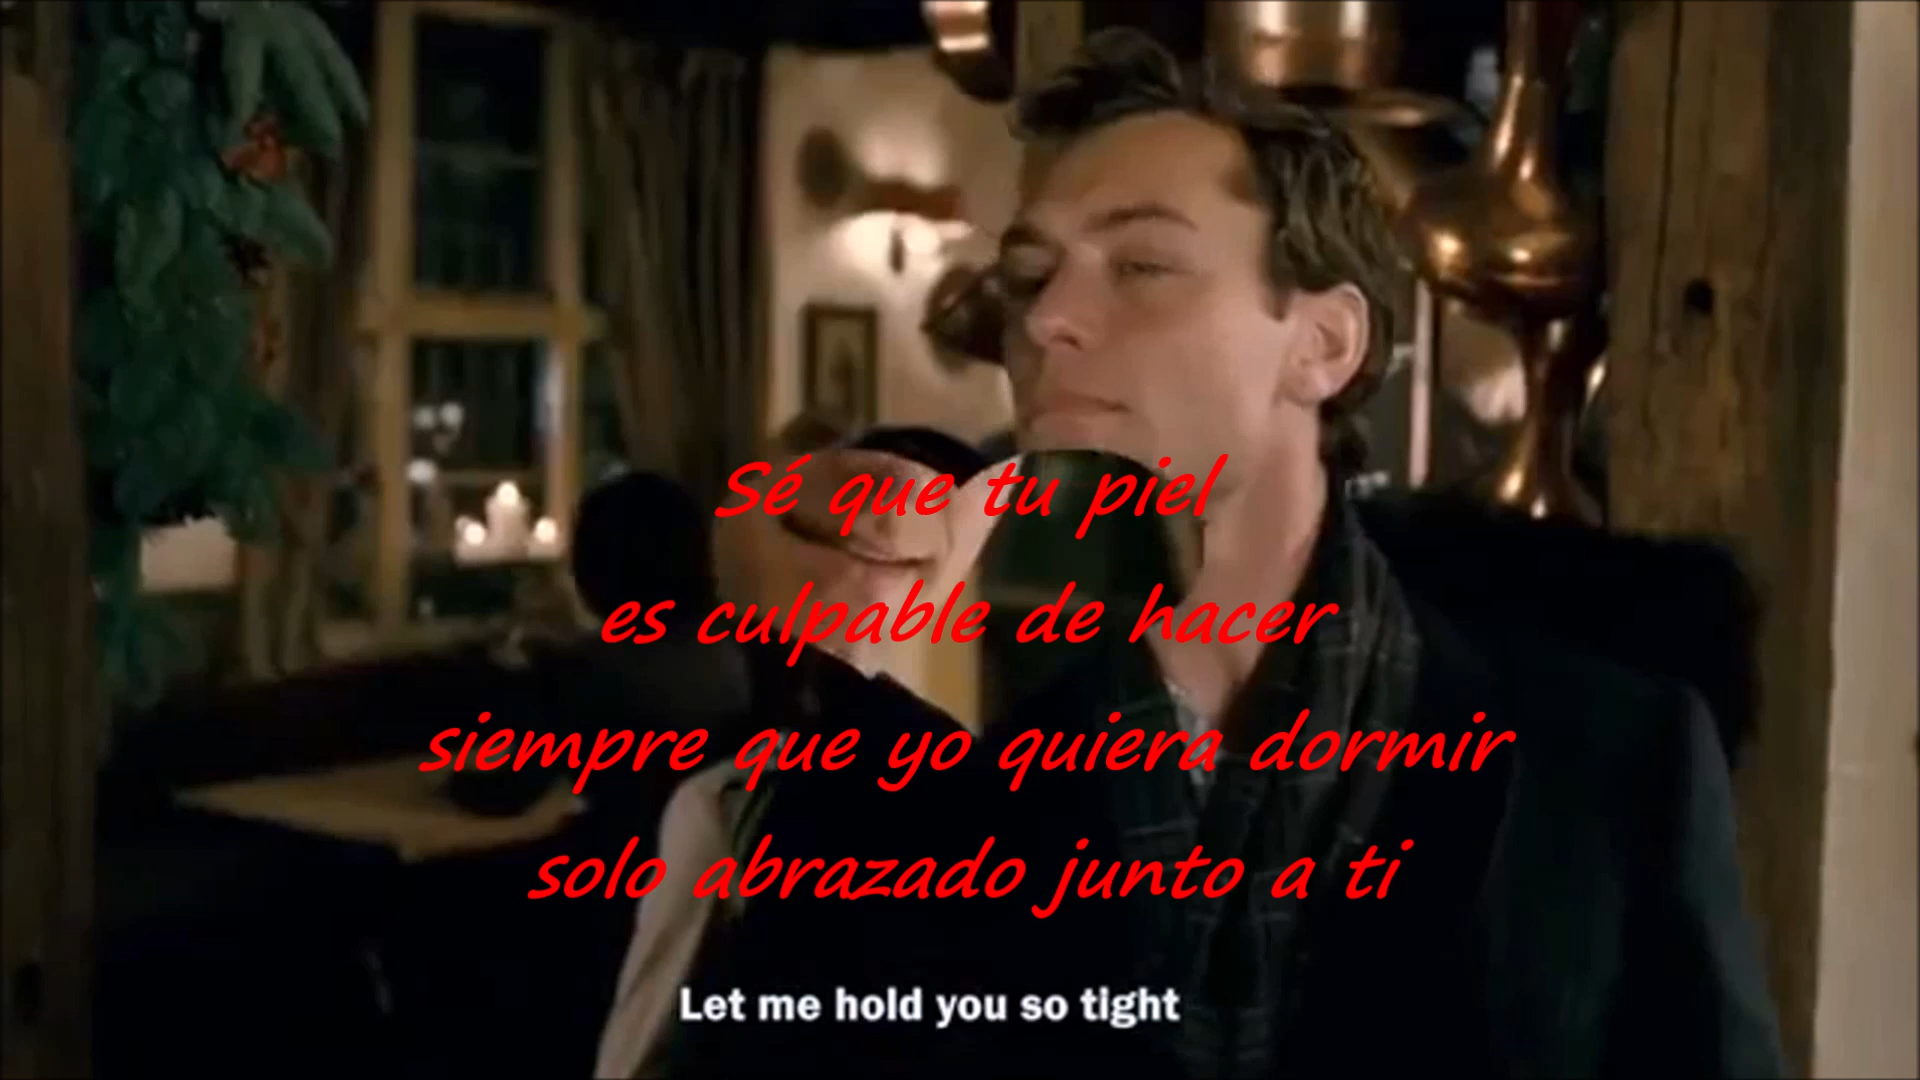 Sé que tu piel
es culpable de hacer
siempre que yo quiera dormir
solo abrazado junto a ti
Let me hold you so tight